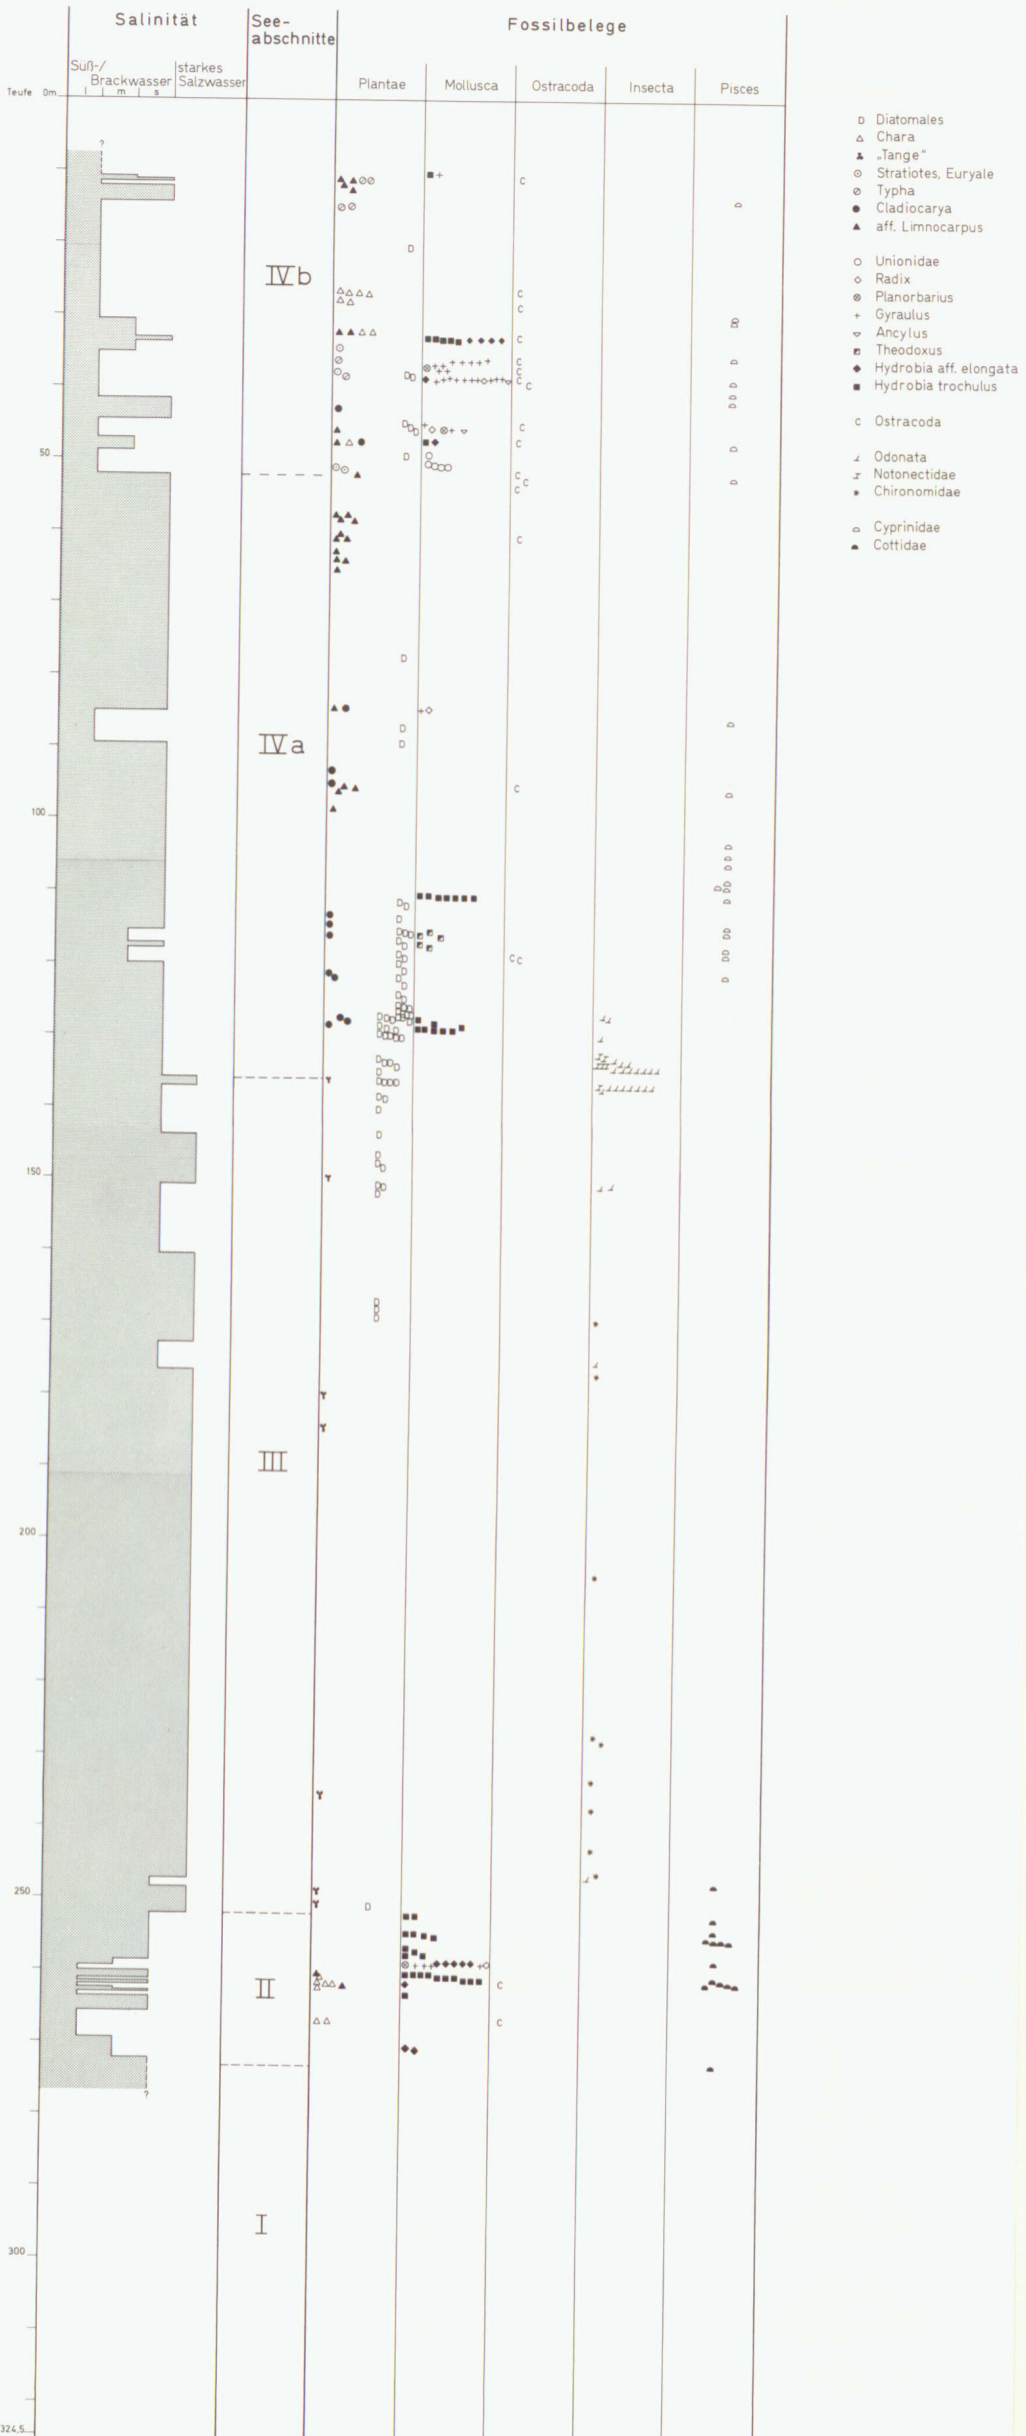 Salinität
See-
abschnitte
Fossilbelege
Süß-/
Brackwasser
starkes
Salzwasser
Plantae
Mollusca
Ostracoda
Insecta
Pisces
Teufe 0m
m
s
?
IVb
50
IVa
100
150
III
200
250
II
?
I
300
324,5
D Diatomales
Chara
„Tange"
Stratiotes, Euryale
Typha
Cladiocarya
aff. Limnocarpus
Unionidae
Radix
Planorbarius
Gyraulus
Ancylus
Theodoxus
Hydrobia aff. elongata
Hydrobia trochulus
c Ostracoda
Odonata
Notonectidae
Chironomidae
Cyprinidae
Cottidae